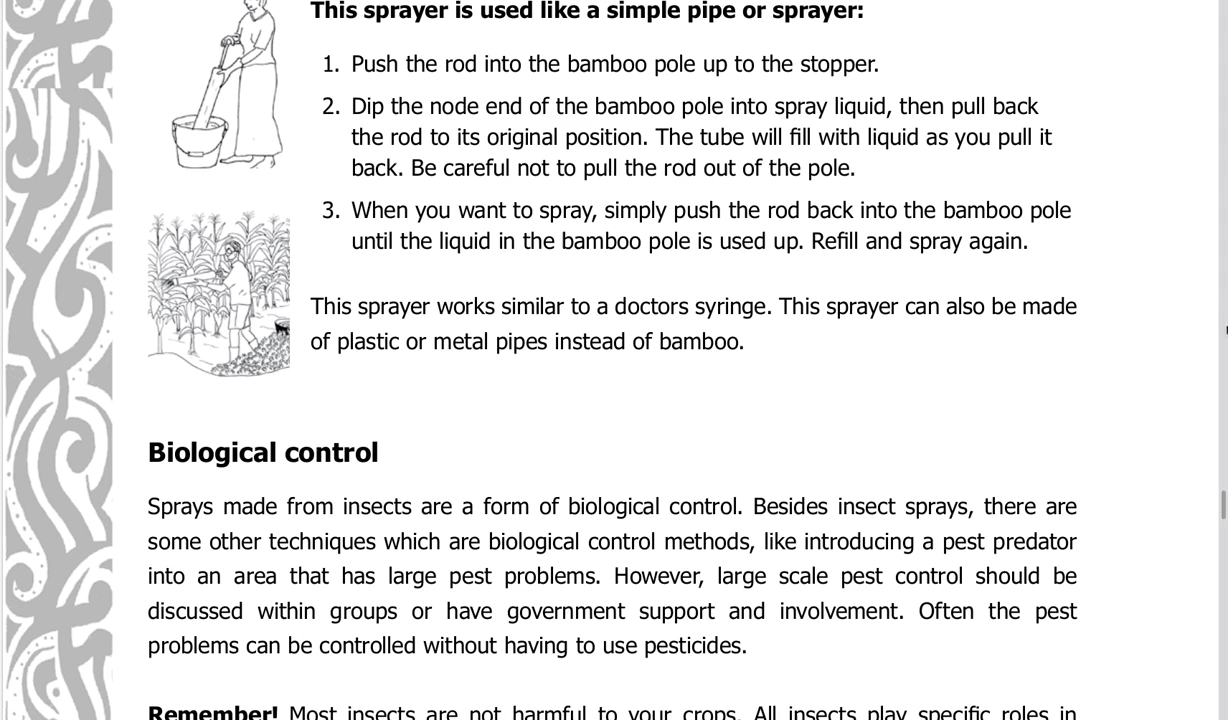 This sprayer is used like a simple pipe or sprayer:
1. Push the rod into the bamboo pole up to the stopper.
2. Dip the node end of the bamboo pole into spray liquid, then pull back
the rod to its original position. The tube will fill with liquid as you pull it
back. Be careful not to pull the rod out of the pole.
3. When you want to spray, simply push the rod back into the bamboo pole
until the liquid in the bamboo pole is used up. Refill and spray again.
This sprayer works similar to a doctors syringe. This sprayer can also be made
of plastic or metal pipes instead of bamboo.
Biological control
Sprays made from insects are a form of biological control. Besides insect sprays, there are
some other techniques which are biological control methods, like introducing a pest predator
into an area that has large pest problems. However, large scale pest control should be
discussed within groups or have government support and involvement. Often the pest
problems can be controlled without having to use pesticides.
Remember! Most insects are not harmful to your crops. All insects play specific roles in